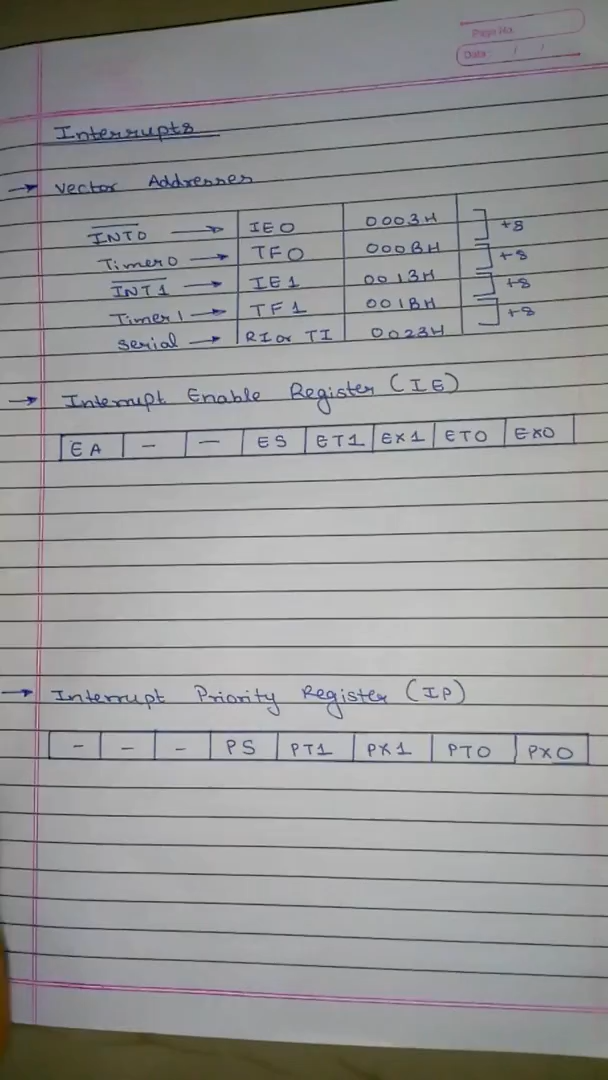 Page No.
Date: / /
Interrupts
→ Vector Addresses
I̅N̅T̅0̅ → IE0 0003H +8
Timer0 → TF0 000BH +8
I̅N̅T̅1̅ → IE1 0013H +8
Timer1 → TF1 001BH +8
Serial → RI or TI 0023H
→ Interrupt Enable Register (IE)
EA - - ES ET1 EX1 ET0 EX0
→ Interrupt Priority Register (IP)
- - - PS PT1 PX1 PT0 PX0